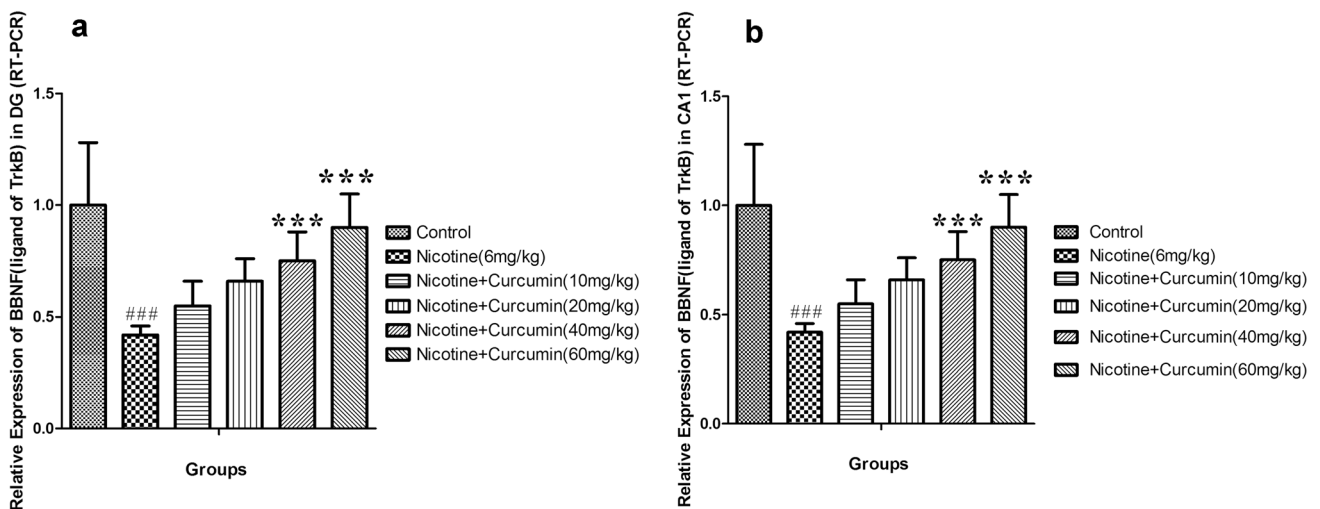 a
Relative Expression of BBNF(ligand of TrkB) in DG (RT-PCR)
1.5
1.0
0.5
0.0
###
***
***
Groups
Control
Nicotine(6mg/kg)
Nicotine+Curcumin(10mg/kg)
Nicotine+Curcumin(20mg/kg)
Nicotine+Curcumin(40mg/kg)
Nicotine+Curcumin(60mg/kg)
b
Relative Expression of BBNF(ligand of TrkB) in CA1 (RT-PCR)
1.5
1.0
0.5
0.0
###
***
***
Groups
Control
Nicotine(6mg/kg)
Nicotine+Curcumin(10mg/kg)
Nicotine+Curcumin(20mg/kg)
Nicotine+Curcumin(40mg/kg)
Nicotine+Curcumin(60mg/kg)